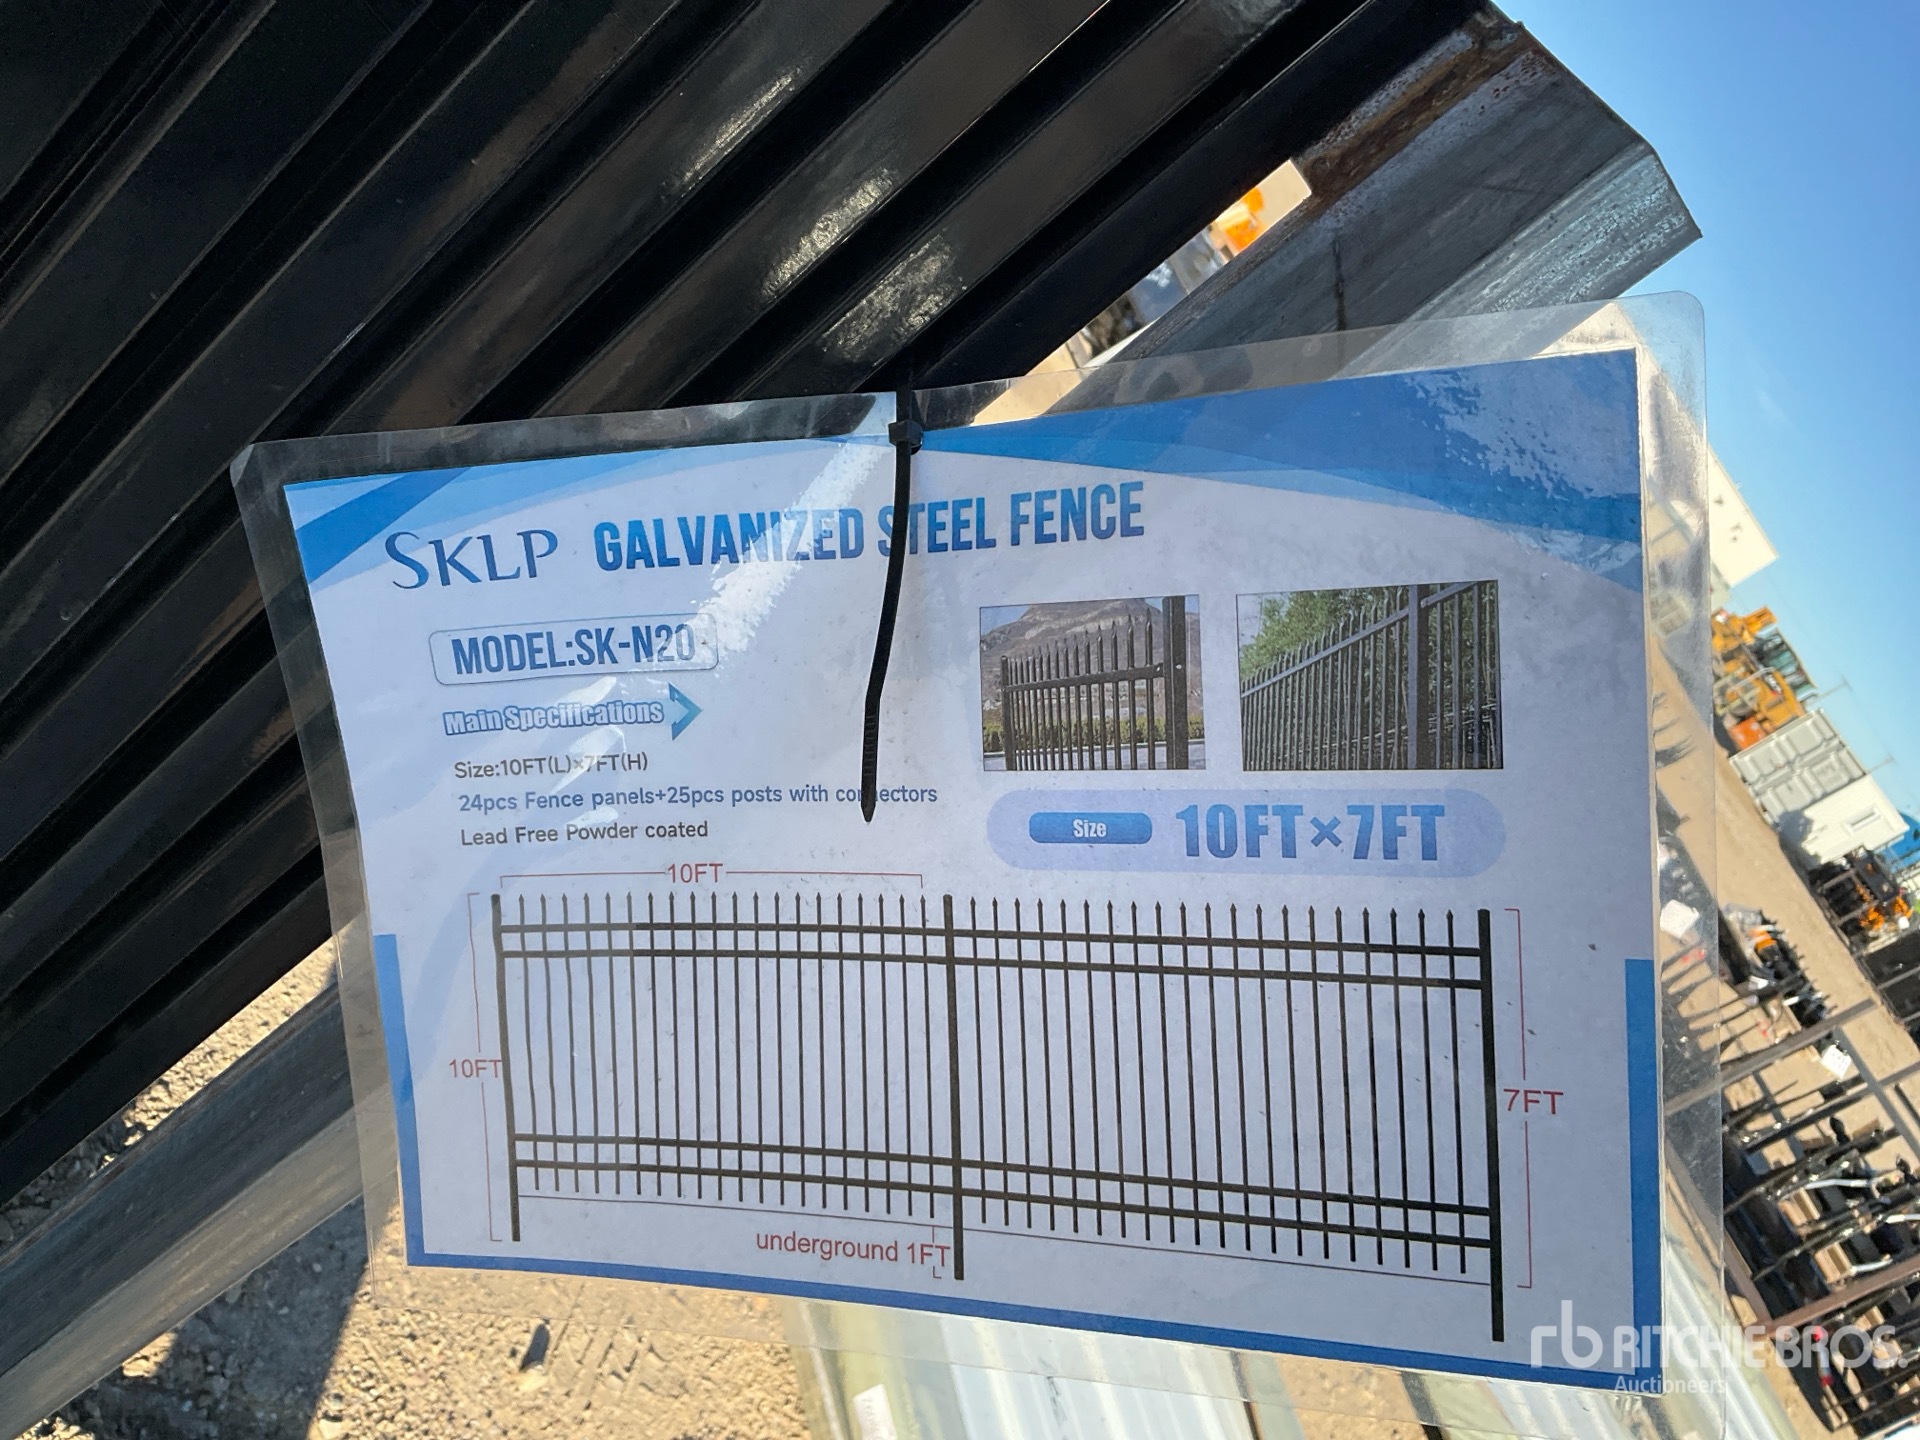 SKLP GALVANIZED STEEL FENCE
MODEL:SK-N20
Main Specifications
Size:10FT(L)×7FT(H)
24pcs Fence panels+25pcs posts with connectors
Lead Free Powder coated
Size 10FT×7FT
10FT
10FT
7FT
underground 1FT
rb RITCHIE BROS.
Auctioneers